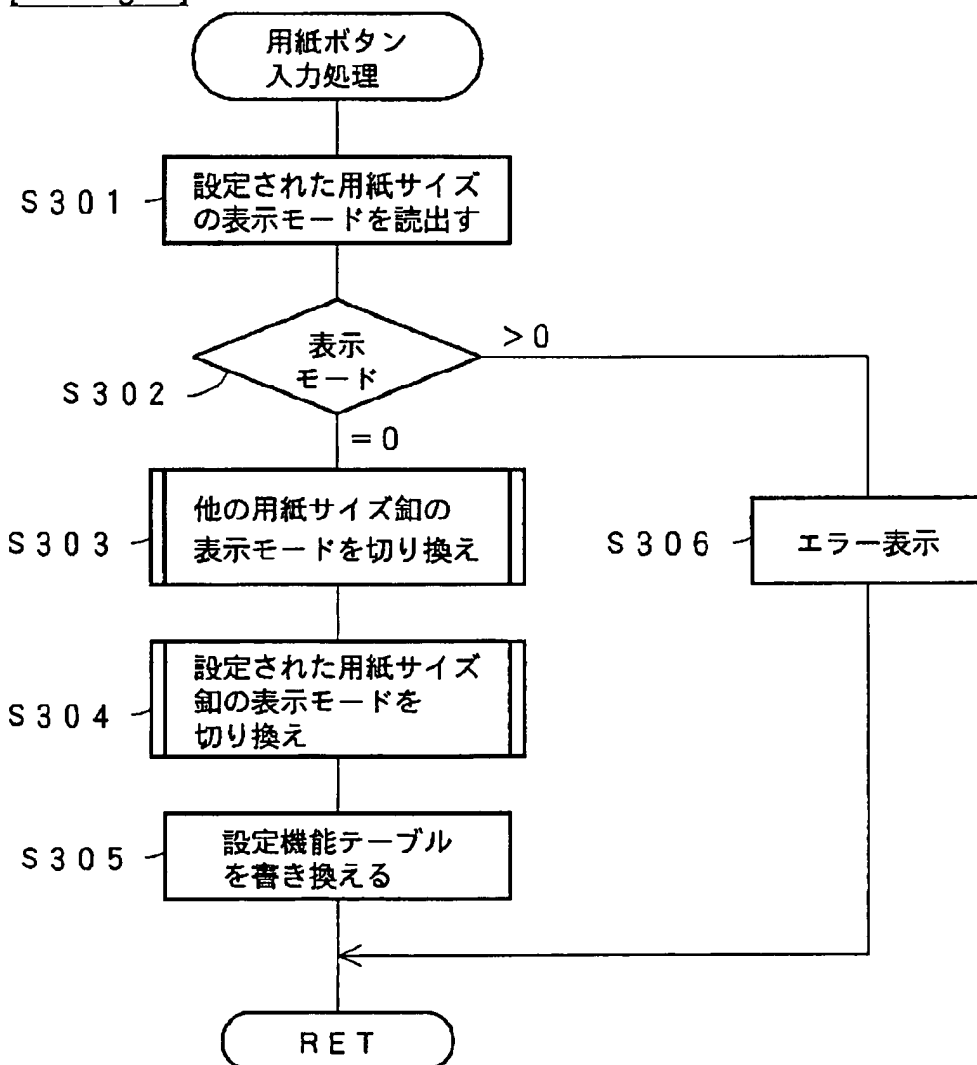 用紙ボタン
入力処理
S301
設定された用紙サイズ
の表示モードを読出す
表示
モード
>0
S302
=0
S303
他の用紙サイズ釦の
表示モードを切り換え
S306
エラー表示
S304
設定された用紙サイズ
釦の表示モードを
切り換え
S305
設定機能テーブル
を書き換える
RET